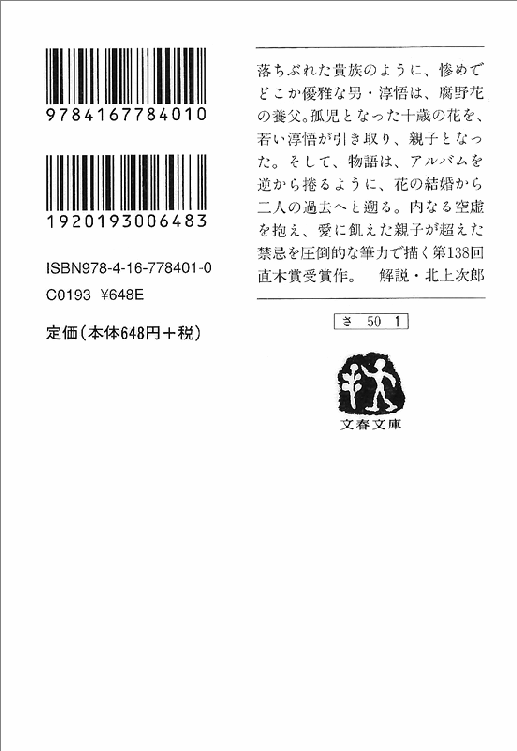 9784167784010
1920193006483
ISBN978-4-16-778401-0
C0193 ¥648E
定価(本体648円+税)
落ちぶれた貴族のように、惨めで
どこか優雅な男・淳悟は、腐野花
の養父。孤児となった十歳の花を、
若い淳悟が引き取り、親子となっ
た。そして、物語は、アルバムを
逆から捲るように、花の結婚から
二人の過去へと遡る。内なる空虚
を抱え、愛に飢えた親子が超えた
禁忌を圧倒的な筆力で描く第138回
直木賞受賞作。 解説・北上次郎
さ 50 1
文春文庫